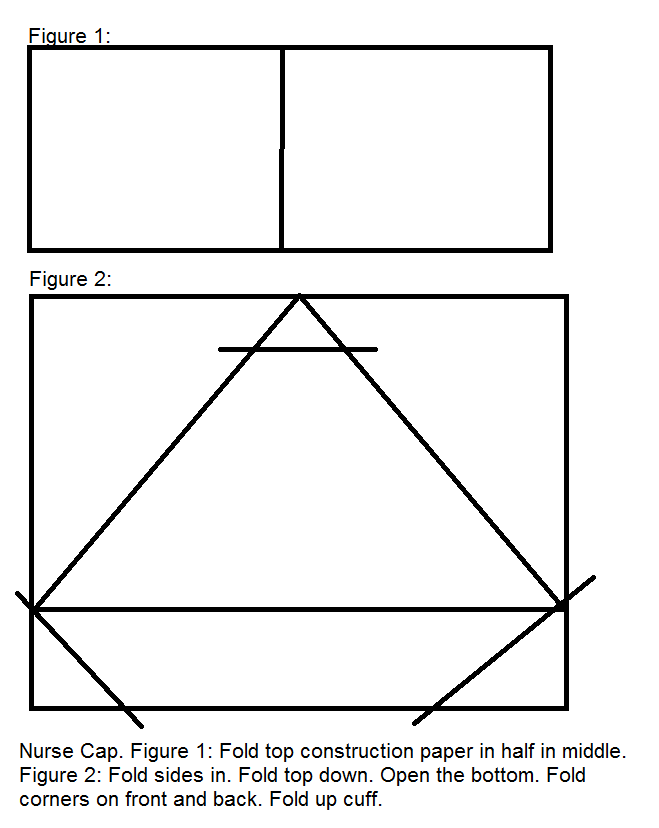 Figure 1:
Figure 2:
Nurse Cap. Figure 1: Fold top construction paper in half in middle.
Figure 2: Fold sides in. Fold top down. Open the bottom. Fold
corners on front and back. Fold up cuff.